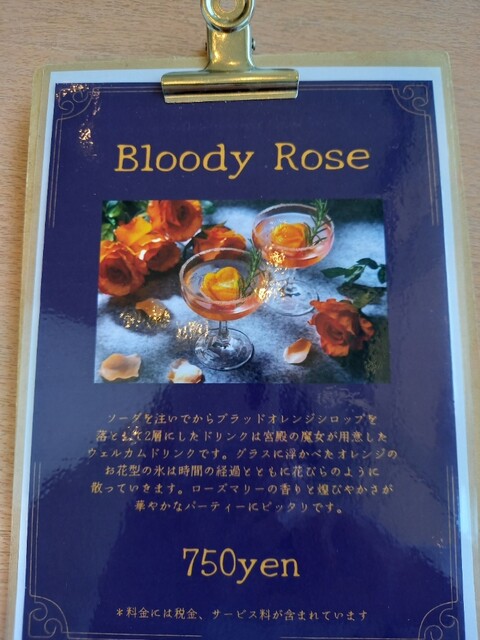 Bloody Rose
ソーダを注いでからブラッドオレンジシロップを
落として2層にしたドリンクは宮殿の魔女が用意した
ウェルカムドリンクです。グラスに浮かべたオレンジの
お花型の氷は時間の経過とともに花びらのように
散っていきます。ローズマリーの香りと煌びやかさが
華やかなパーティーにピッタリです。
750yen
*料金には税金、サービス料が含まれています